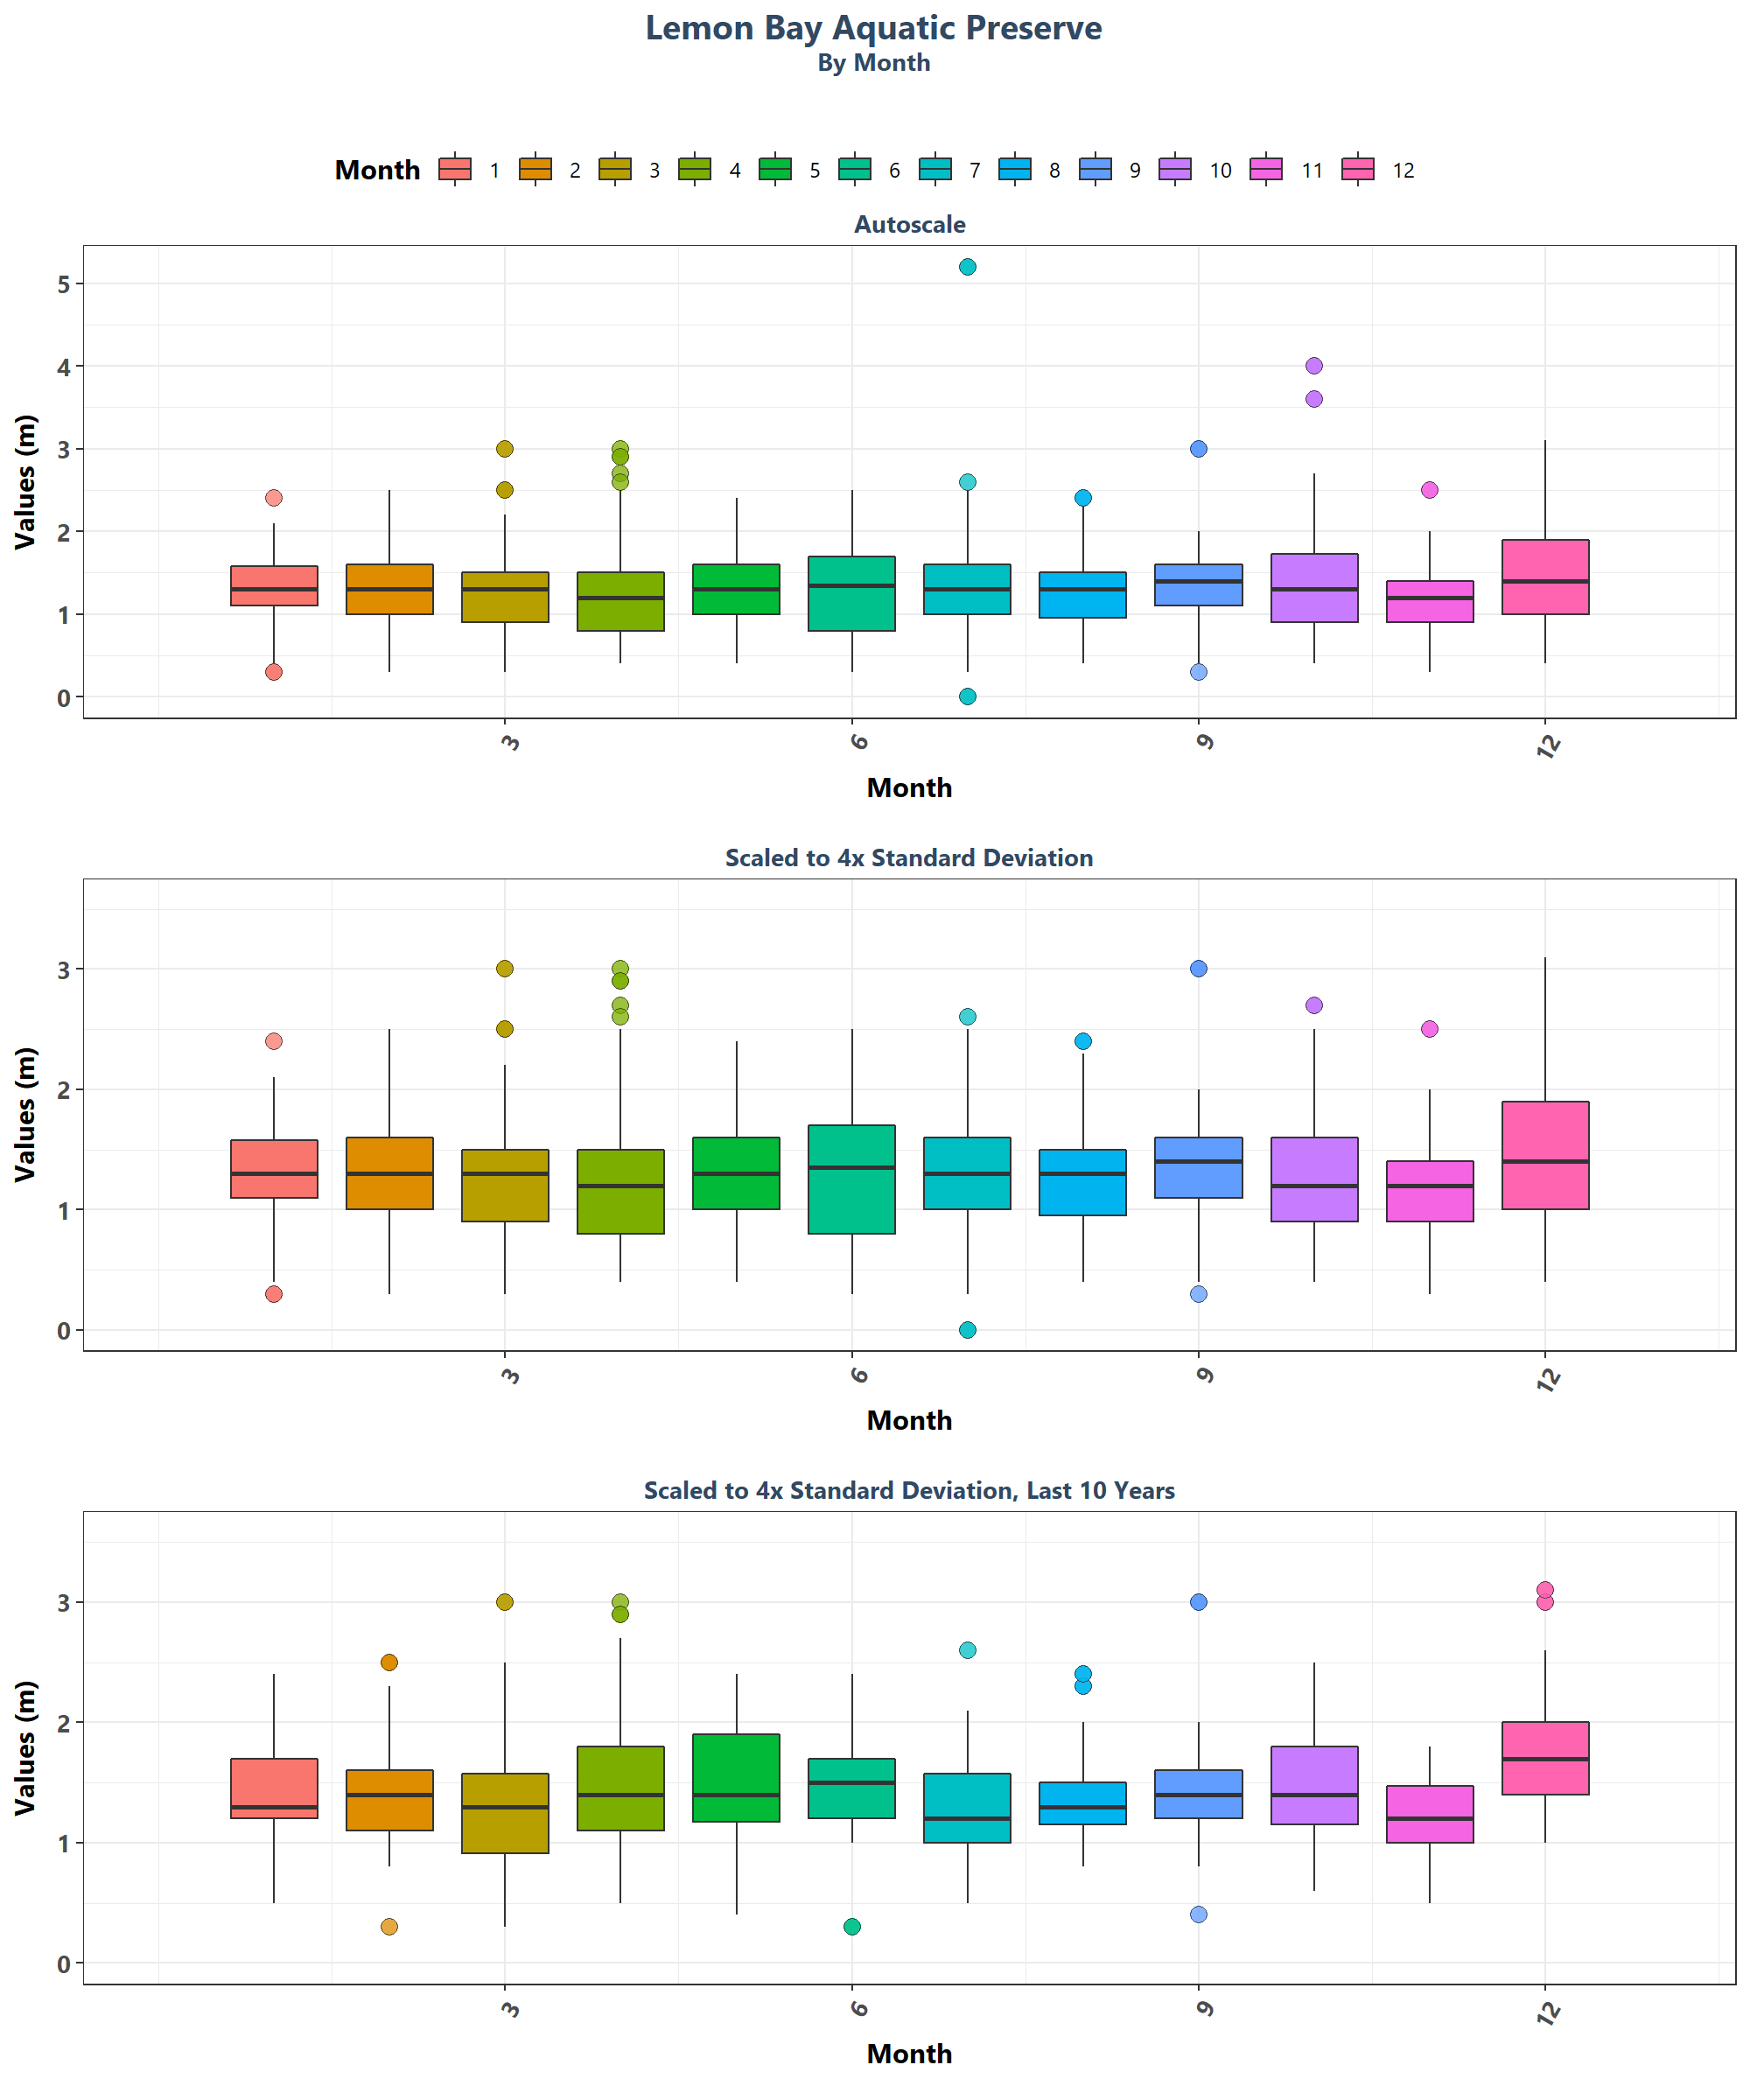 Lemon Bay Aquatic Preserve
By Month
Month 1 2 3 4 5 6 7 8 9 10 11 12
Autoscale
Values (m)
5
4
3
2
1
0
3 6 9 12
Month
Scaled to 4x Standard Deviation
Values (m)
3
2
1
0
3 6 9 12
Month
Scaled to 4x Standard Deviation, Last 10 Years
Values (m)
3
2
1
0
3 6 9 12
Month